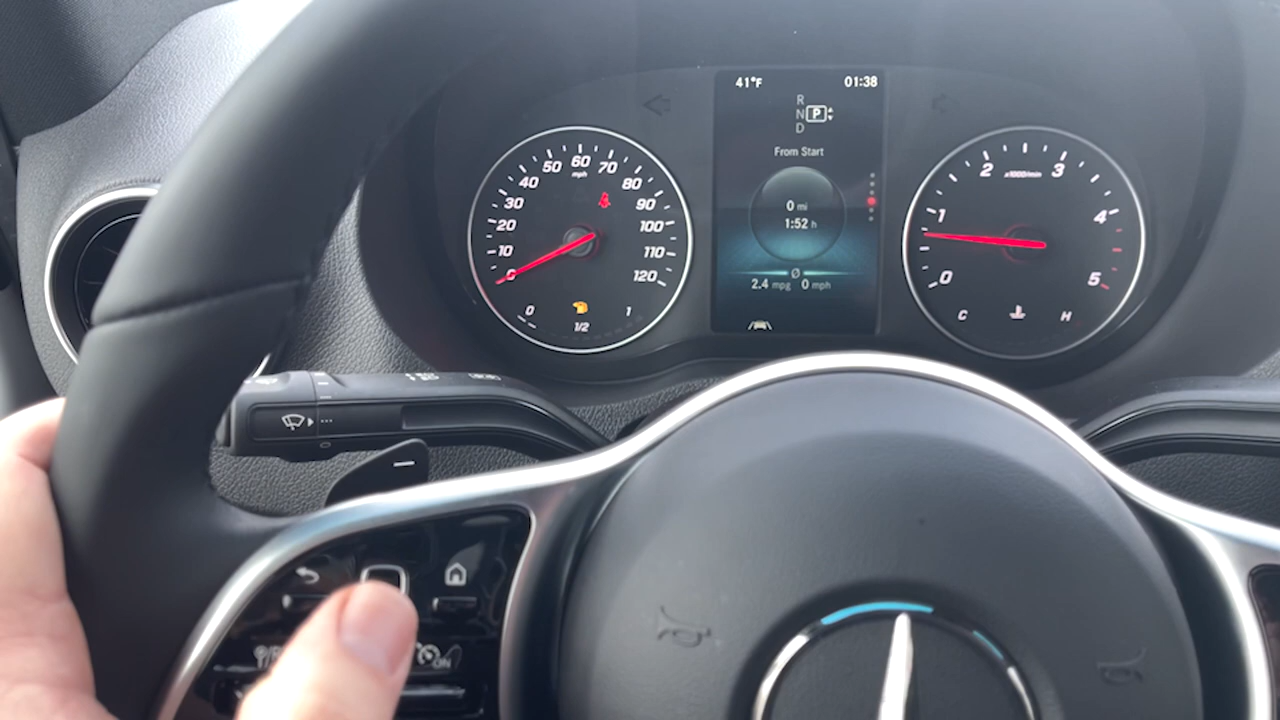 41°F 01:38
R
N P
D
From Start
0 mi
1:52 h
Ø
2.4 mpg 0 mph
0 10 20 30 40 50 60 70 80 90 100 110 120
mph
0 1/2 1
0 1 2 3 4 5
x1000/min
C H
ON